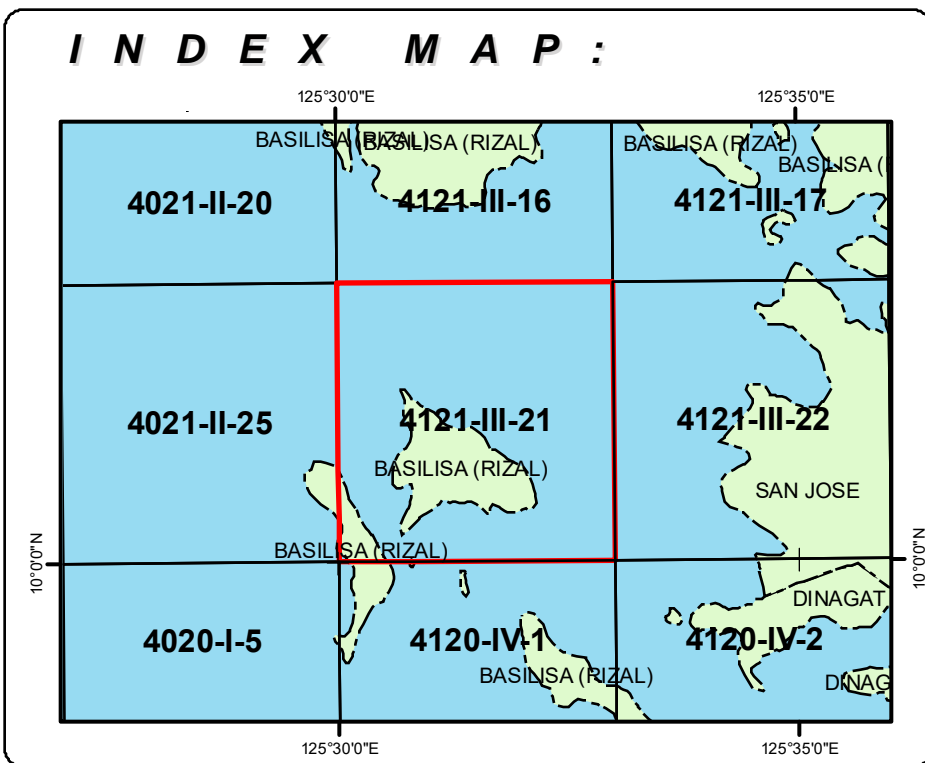 INDEX MAP:
125°30'0"E 125°35'0"E
BASILISA (RIZAL) BASILISA (RIZAL) BASILISA (RIZAL)
BASILISA (
4021-II-20 4121-III-16 4121-III-17
4021-II-25 4121-III-21 4121-III-22
BASILISA (RIZAL)
SAN JOSE
BASILISA (RIZAL)
10°0'0"N 10°0'0"N
DINAGAT
4020-I-5 4120-IV-1 4120-IV-2
BASILISA (RIZAL)
DINAG
125°30'0"E 125°35'0"E